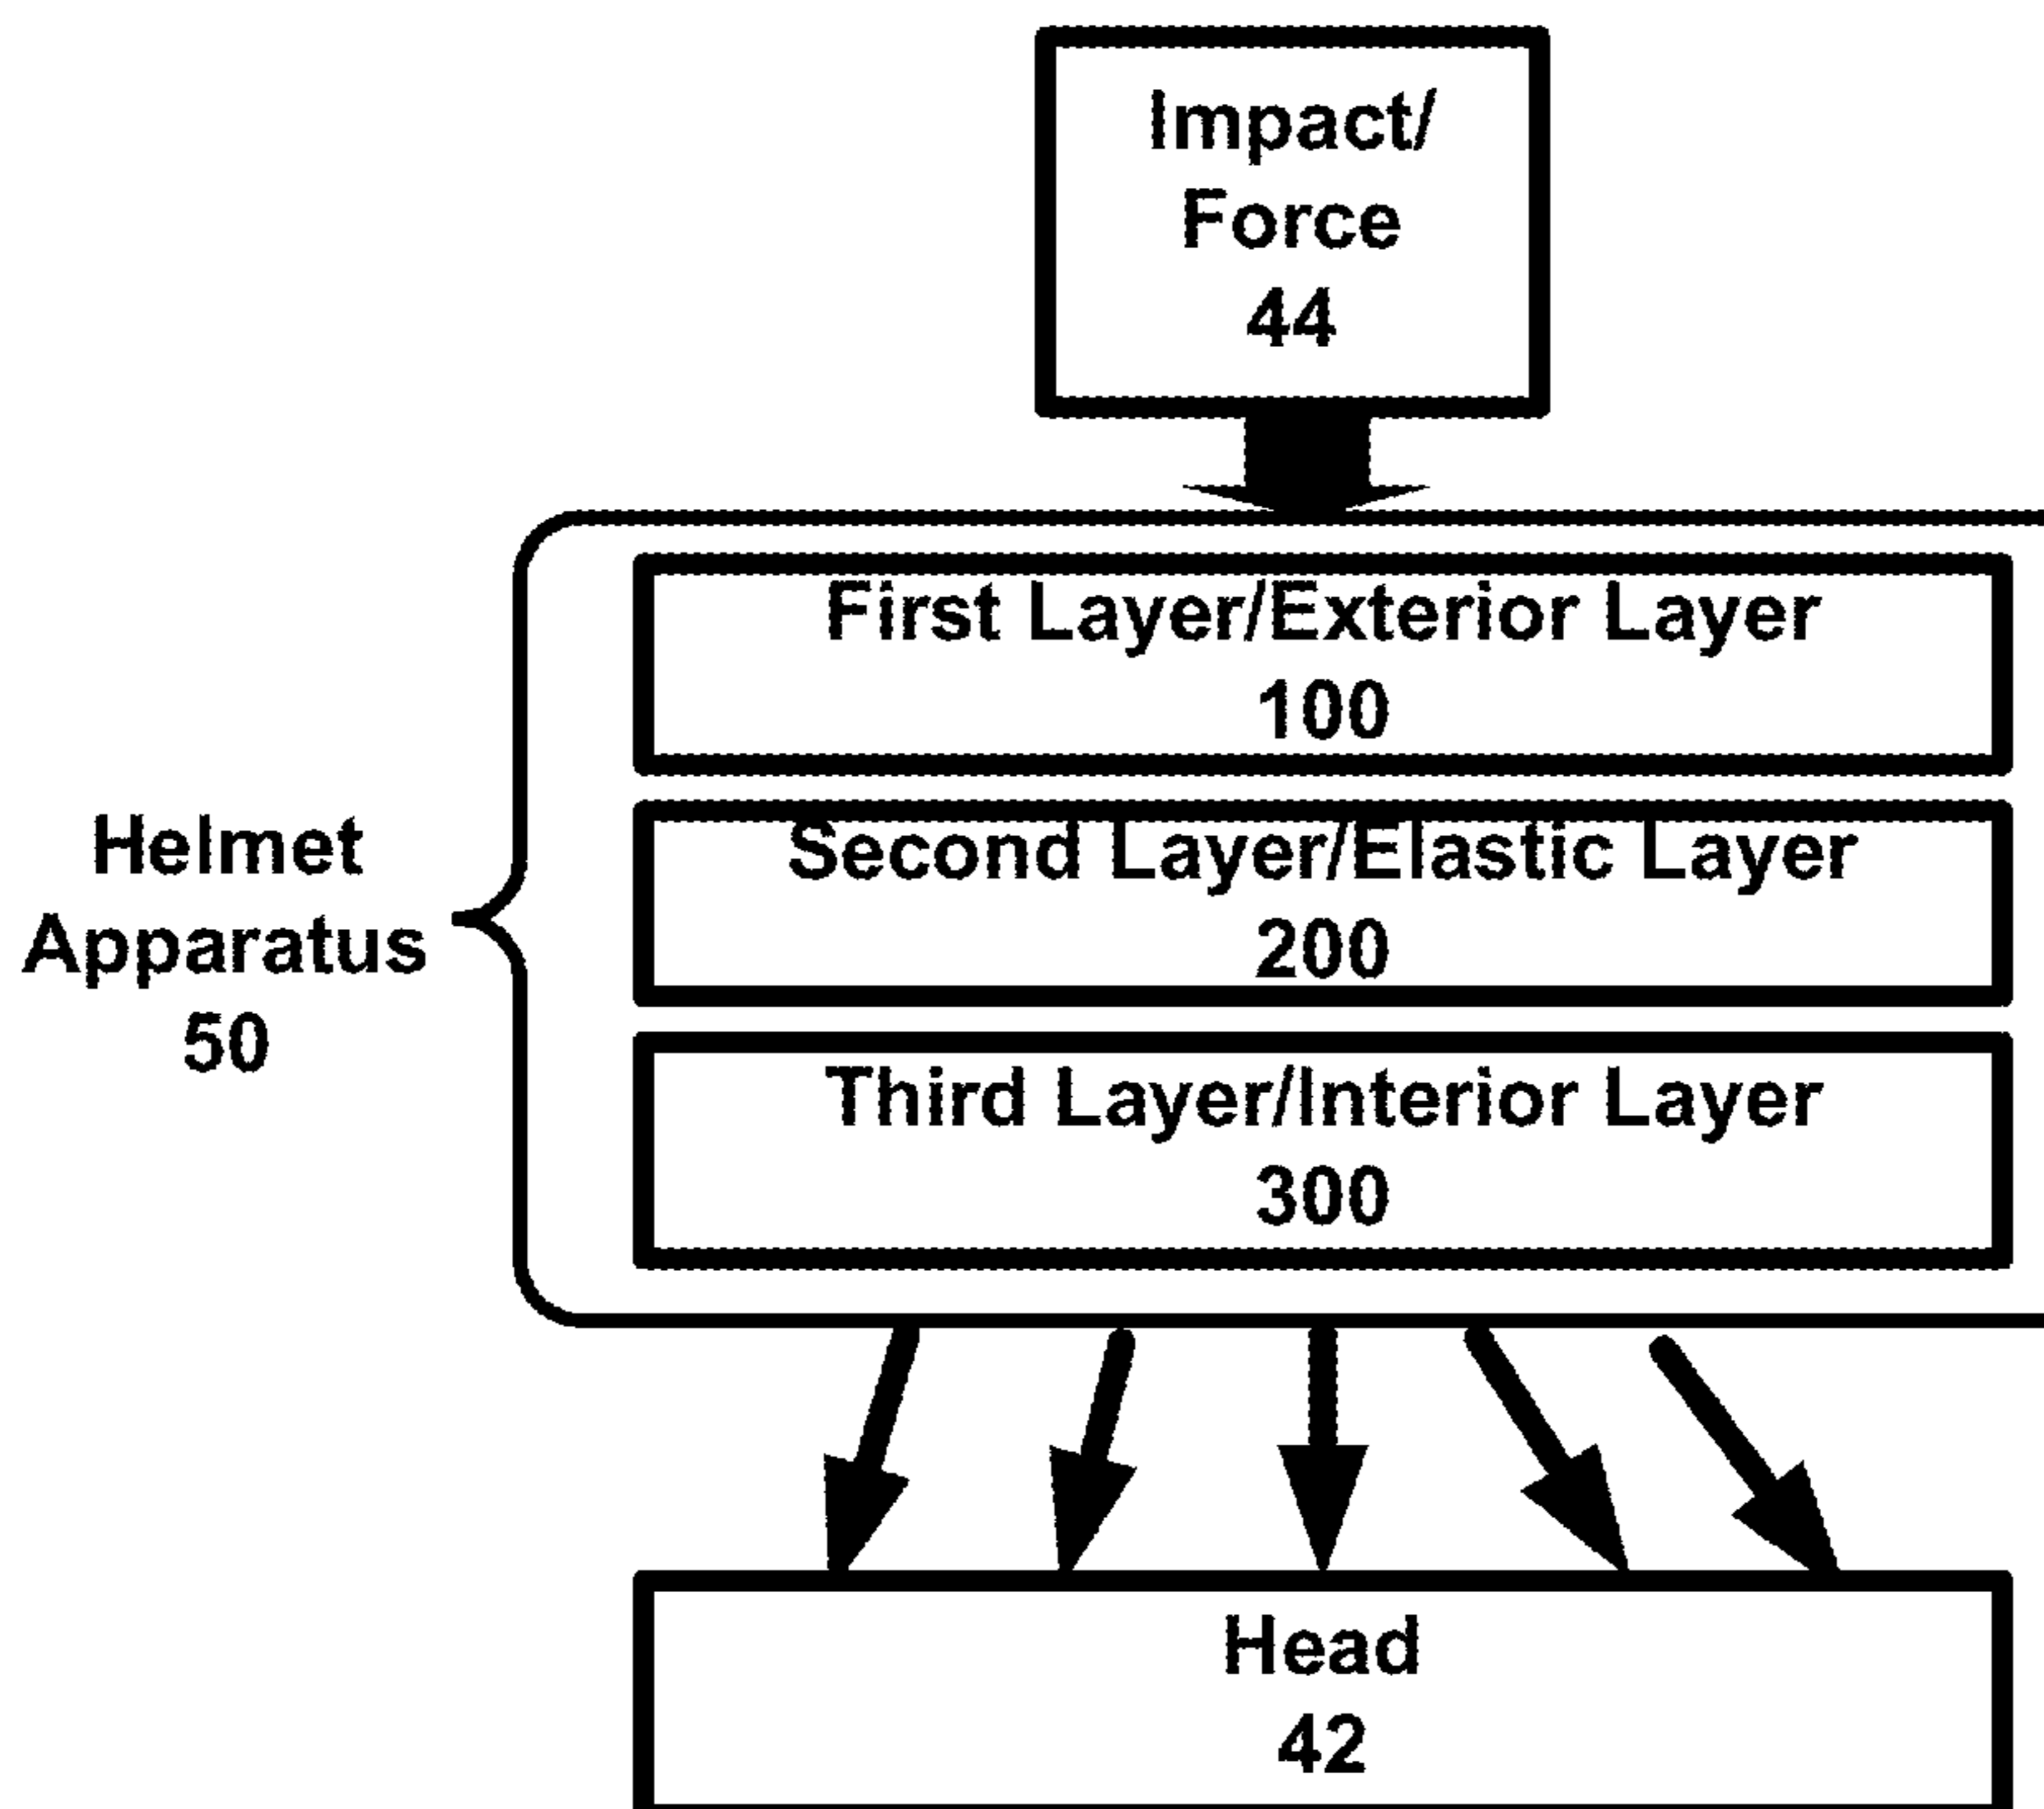 Impact/
Force
44
First Layer/Exterior Layer
100
Second Layer/Elastic Layer
200
Helmet
Apparatus
50
Third Layer/Interior Layer
300
Head
42